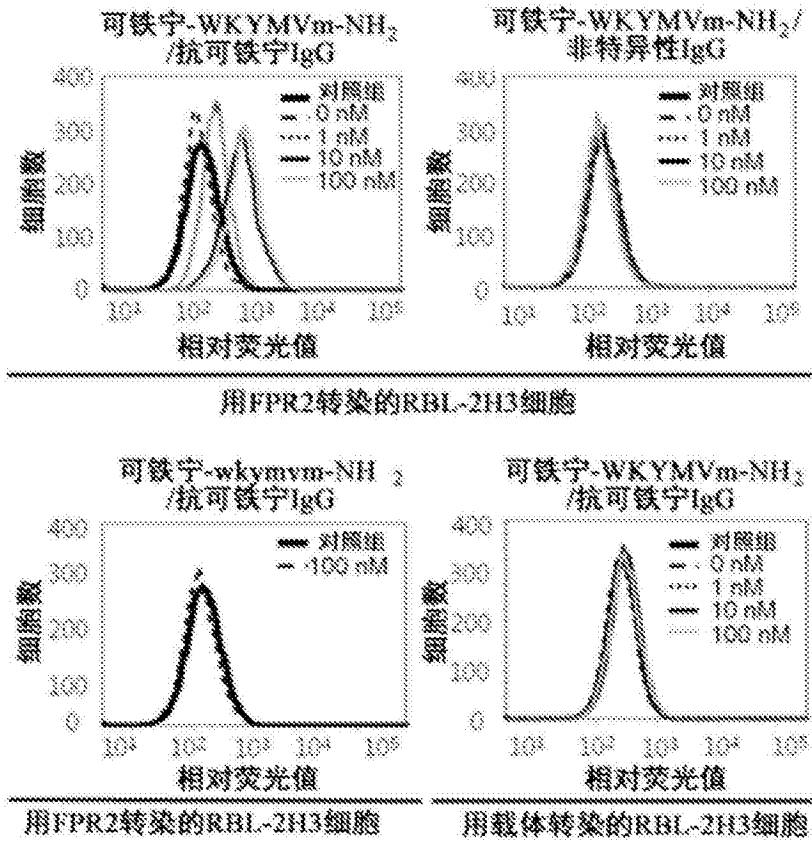 可铁宁-WKYMVm-NH2
/抗可铁宁IgG
400
300
200
100
0
细胞数
对照组
0 nM
1 nM
10 nM
100 nM
10¹ 10² 10³ 10⁴ 10⁵
相对荧光值
可铁宁-WKYMVm-NH2/
非特异性IgG
400
300
200
100
0
细胞数
对照组
0 nM
1 nM
10 nM
100 nM
10¹ 10² 10³ 10⁴ 10⁵
相对荧光值
用FPR2转染的RBL-2H3细胞
可铁宁-wkymvm-NH 2
/抗可铁宁IgG
400
300
200
100
0
细胞数
对照组
100 nM
10¹ 10² 10³ 10⁴ 10⁵
相对荧光值
用FPR2转染的RBL-2H3细胞
可铁宁-WKYMVm-NH2
/抗可铁宁IgG
400
300
200
100
0
细胞数
对照组
0 nM
1 nM
10 nM
100 nM
10¹ 10² 10³ 10⁴ 10⁵
相对荧光值
用载体转染的RBL-2H3细胞